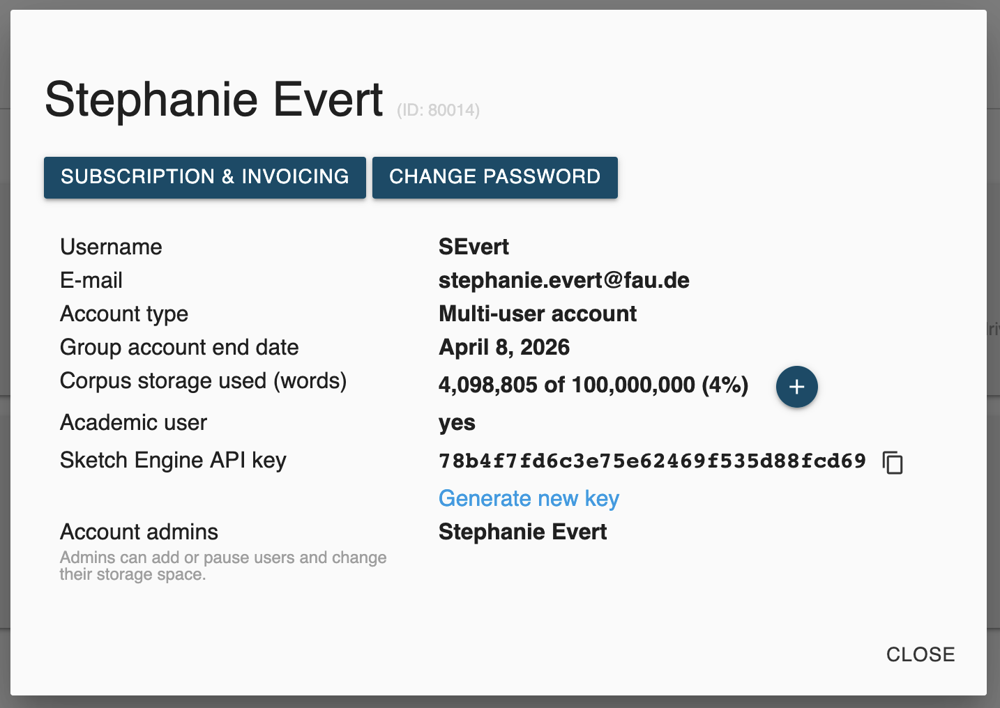 Stephanie Evert (ID: 80014)
SUBSCRIPTION & INVOICING CHANGE PASSWORD
Username SEvert
E-mail stephanie.evert@fau.de
Account type Multi-user account
Group account end date April 8, 2026
Corpus storage used (words) 4,098,805 of 100,000,000 (4%) +
Academic user yes
Sketch Engine API key 78b4f7fd6c3e75e62469f535d88fcd69
Generate new key
Account admins Stephanie Evert
Admins can add or pause users and change
their storage space.
CLOSE